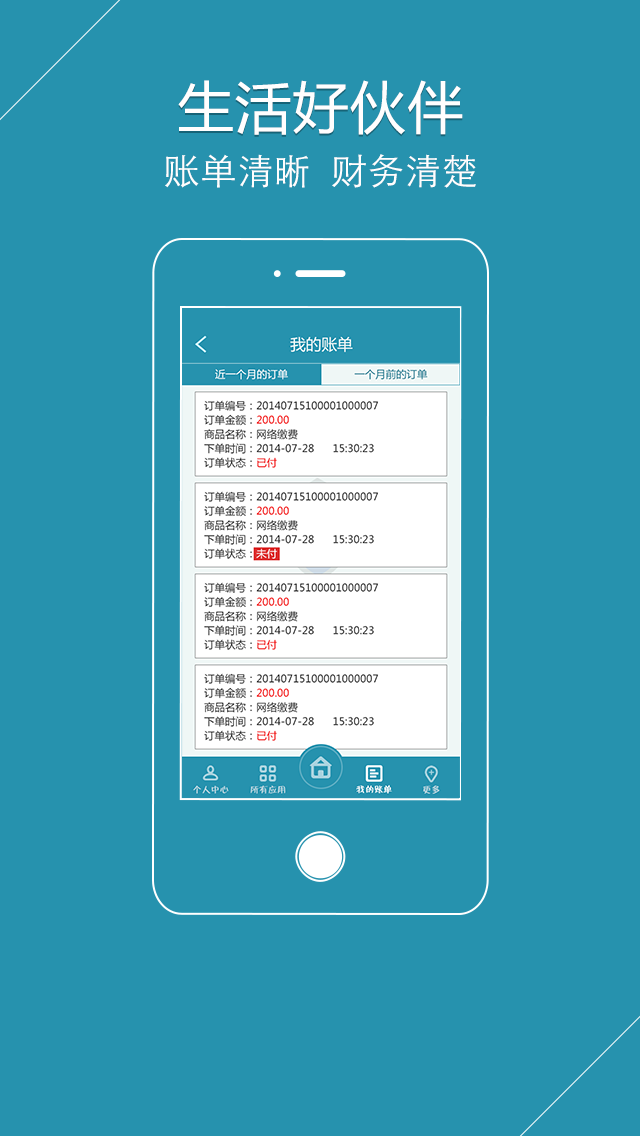 生活好伙伴
账单清晰 财务清楚
我的账单
近一个月的订单 一个月前的订单
订单编号：20140715100001000007
订单金额：200.00
商品名称：网络缴费
下单时间：2014-07-28 15:30:23
订单状态：已付
订单编号：20140715100001000007
订单金额：200.00
商品名称：网络缴费
下单时间：2014-07-28 15:30:23
订单状态：未付
订单编号：20140715100001000007
订单金额：200.00
商品名称：网络缴费
下单时间：2014-07-28 15:30:23
订单状态：已付
订单编号：20140715100001000007
订单金额：200.00
商品名称：网络缴费
下单时间：2014-07-28 15:30:23
订单状态：已付
个人中心 所有应用 我的账单 更多